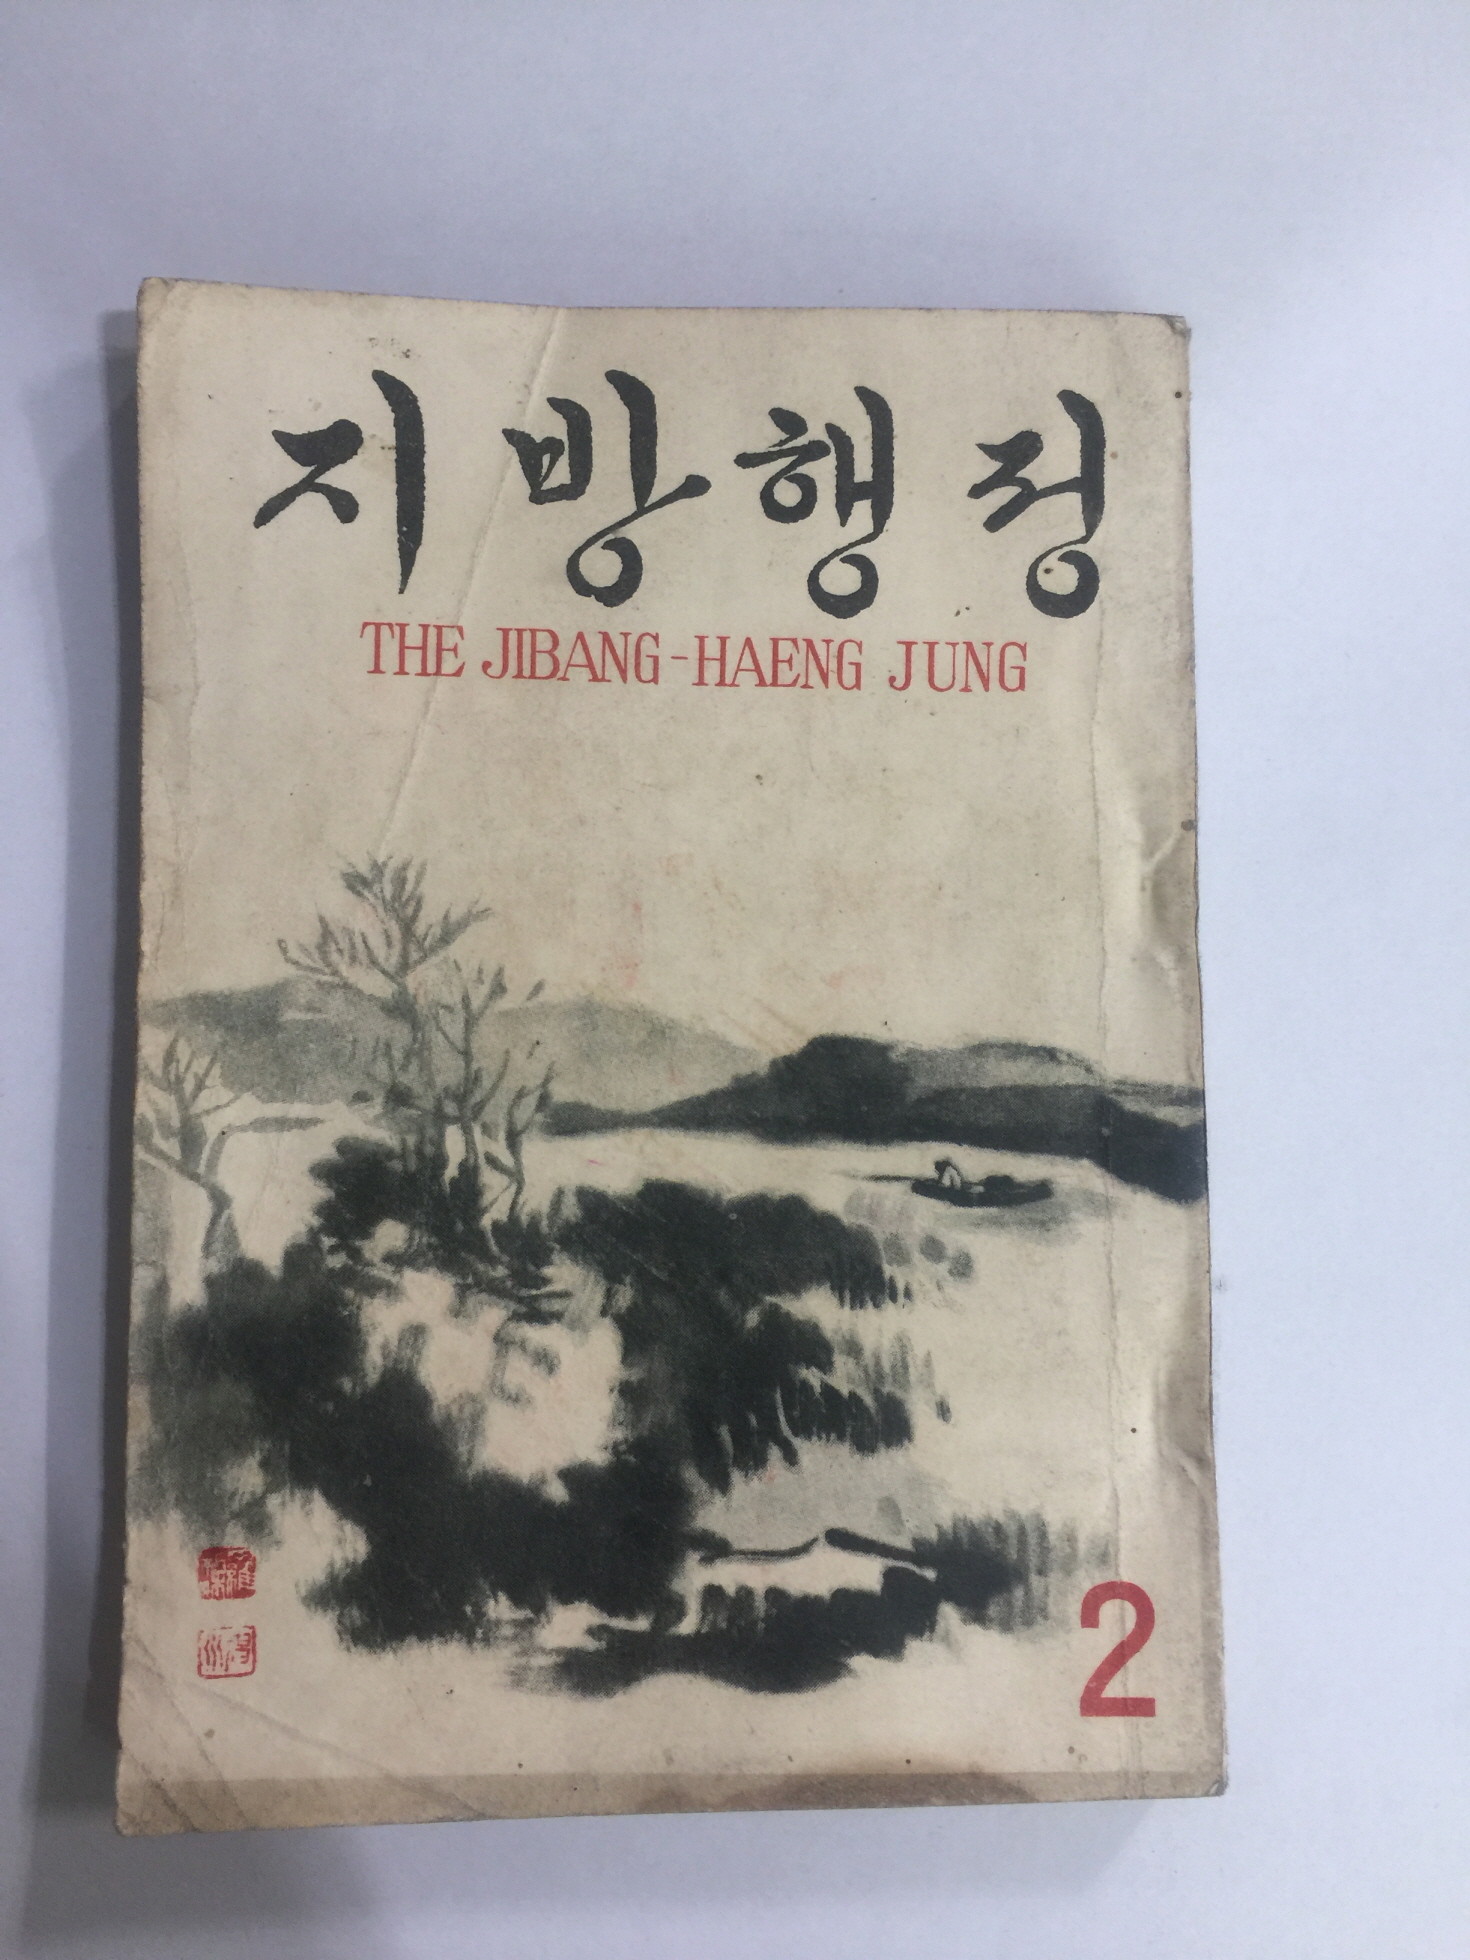 지방행정
THE JIBANG-HAENG JUNG
2